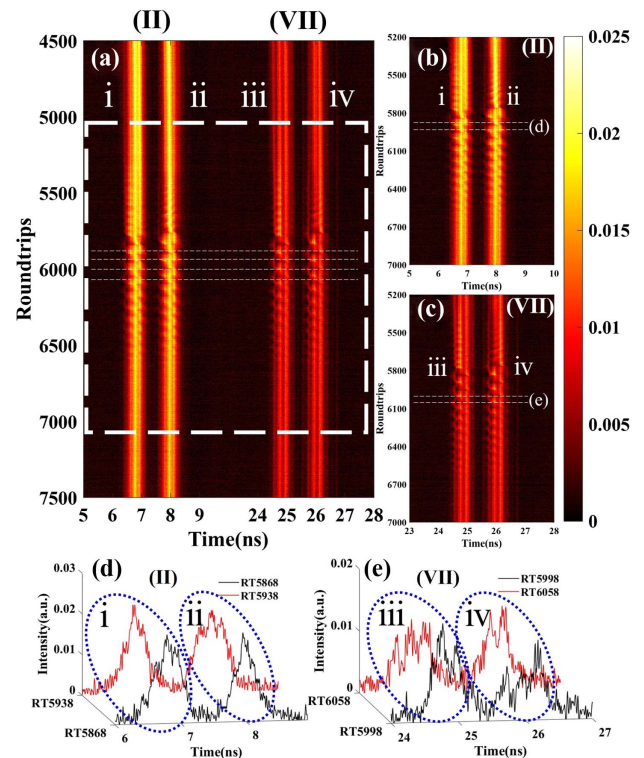 (II)
(VII)
(a)
i
ii
iii
iv
4500
5000
5500
6000
6500
7000
7500
Roundtrips
5
6
7
8
9
24
25
26
27
28
Time(ns)
(b)
(II)
i
ii
(d)
5200
5800
6100
6400
6700
7000
Roundtrips
5
6
7
8
9
10
Time(ns)
(c)
(VII)
iii
iv
(e)
5200
5800
6100
6400
6700
7000
Roundtrips
23
24
25
26
27
28
Time(ns)
0.025
0.02
0.015
0.01
0.005
0
(d)
(II)
RT5868
RT5938
i
ii
0.03
0.02
0.01
0
Intensity(a.u.)
RT5938
RT5868
6
7
8
Time(ns)
(e)
(VII)
RT5998
RT6058
iii
iv
0.02
0.01
0
Intensity(a.u.)
RT6058
RT5998
24
25
26
27
Time(ns)